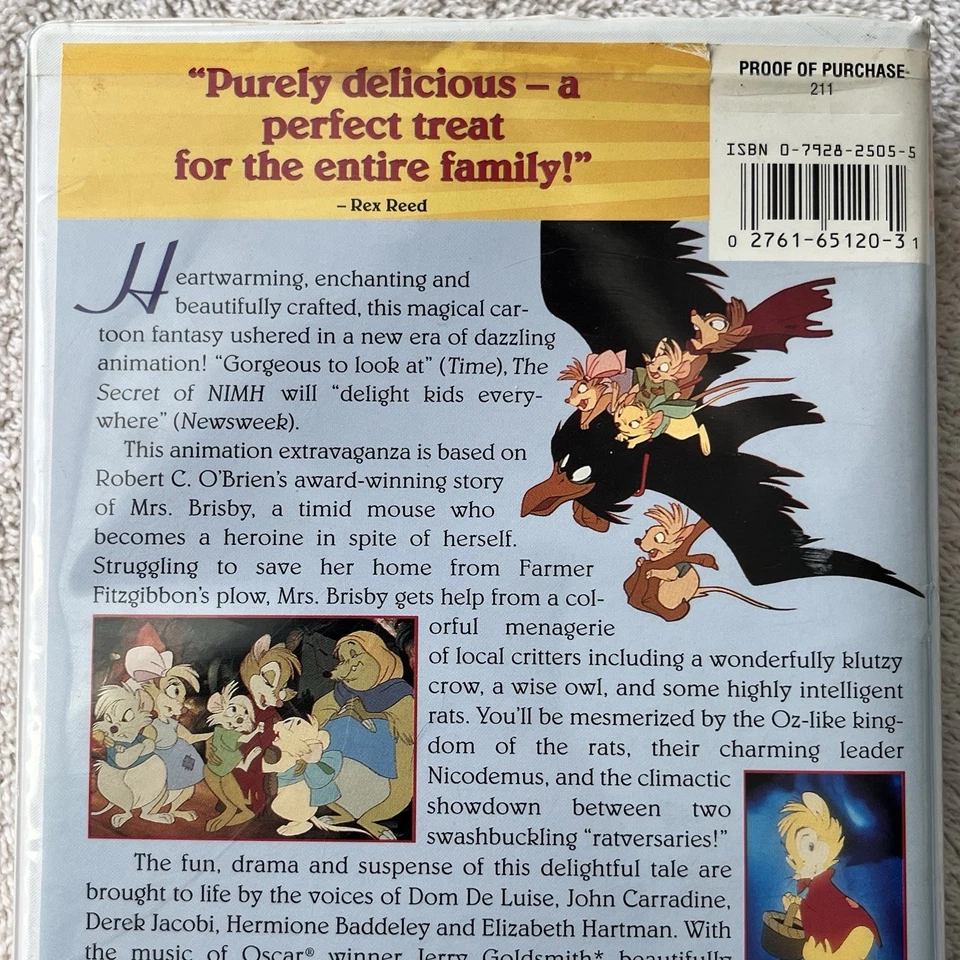 “Purely delicious – a
perfect treat
for the entire family!”
– Rex Reed
PROOF OF PURCHASE
211
ISBN 0-7928-2505-5
0 2761-65120-3 1
Heartwarming, enchanting and
beautifully crafted, this magical car-
toon fantasy ushered in a new era of dazzling
animation! “Gorgeous to look at” (Time), The
Secret of NIMH will “delight kids every-
where” (Newsweek).
This animation extravaganza is based on
Robert C. O’Brien’s award-winning story
of Mrs. Brisby, a timid mouse who
becomes a heroine in spite of herself.
Struggling to save her home from Farmer
Fitzgibbon’s plow, Mrs. Brisby gets help from a col-
orful menagerie
of local critters including a wonderfully klutzy
crow, a wise owl, and some highly intelligent
rats. You’ll be mesmerized by the Oz-like king-
dom of the rats, their charming leader
Nicodemus, and the climactic
showdown between two
swashbuckling “ratversaries!”
The fun, drama and suspense of this delightful tale are
brought to life by the voices of Dom De Luise, John Carradine,
Derek Jacobi, Hermione Baddeley and Elizabeth Hartman. With
the music of Oscar® winner Jerry Goldsmith* beautifully